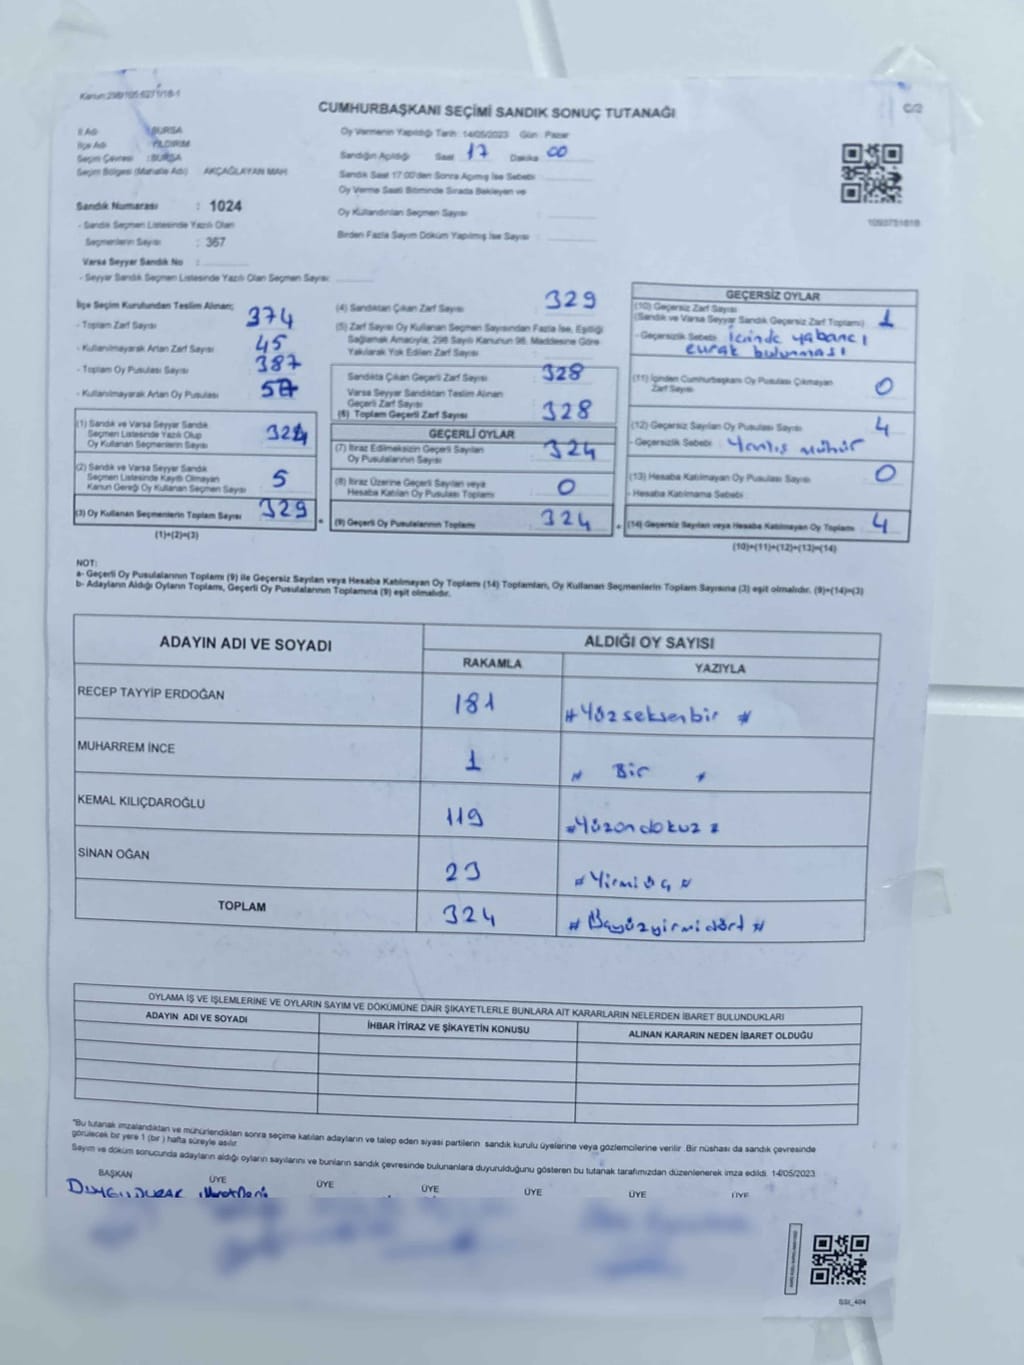 Kanun:298/105-6271/18-1
CUMHURBAŞKANI SEÇİMİ SANDIK SONUÇ TUTANAĞI
C/2
İl Adı : BURSA
İlçe Adı : YILDIRIM
Seçim Çevresi : BURSA
Seçim Bölgesi (Mahalle Adı) AKÇAĞLAYAN MAH.
Sandık Numarası : 1024
- Sandık Seçmen Listesinde Yazılı Olan
Seçmenlerin Sayısı : 367
Varsa Seyyar Sandık No :
- Seyyar Sandık Seçmen Listesinde Yazılı Olan Seçmen Sayısı:
Oy Vermenin Yapıldığı Tarih: 14/05/2023 Gün: Pazar
Sandığın Açıldığı Saat 17 Dakika 00
Sandık Saat 17:00'den Sonra Açımış İse Sebebi:
Oy Verme Saati Bitiminde Sırada Bekleyen ve
Oy Kullandırılan Seçmen Sayısı :
Birden Fazla Sayım Döküm Yapılmış İse Sayısı :
1093751818
İlçe Seçim Kurulundan Teslim Alınan;
- Toplam Zarf Sayısı 374
- Kullanılmayarak Artan Zarf Sayısı 45
- Toplam Oy Pusulası Sayısı 387
- Kullanılmayarak Artan Oy Pusulası
(1) Sandık ve Varsa Seyyar Sandık
Seçmen Listesinde Yazılı Olup
Oy Kullanan Seçmenlerin Sayısı 324
(2) Sandık ve Varsa Seyyar Sandık
Seçmen Listesinde Kayıtlı Olmayan
Kanun Gereği Oy Kullanan Seçmen Sayısı 5
(3) Oy Kullanan Seçmenlerin Toplam Sayısı 329
(1)+(2)=(3)
(4) Sandıktan Çıkan Zarf Sayısı 329
(5) Zarf Sayısı Oy Kullanan Seçmen Sayısından Fazla İse, Eşitliği
Sağlamak Amacıyla; 298 Sayılı Kanunun 98. Maddesine Göre
Yakılarak Yok Edilen Zarf Sayısı
Sandıkta Çıkan Geçerli Zarf Sayısı 328
Varsa Seyyar Sandıktan Teslim Alınan
Geçerli Zarf Sayısı
(6) Toplam Geçerli Zarf Sayısı 328
GEÇERLİ OYLAR
(7) İtiraz Edilmeksizin Geçerli Sayılan
Oy Pusulalarının Sayısı 324
(8) İtiraz Üzerine Geçerli Sayılan veya
Hesaba Katılan Oy Pusulası Toplamı 0
(9) Geçerli Oy Pusulalarının Toplamı 324
GEÇERSİZ OYLAR
(10) Geçersiz Zarf Sayısı
(Sandık ve Varsa Seyyar Sandık Geçersiz Zarf Toplamı) 1
- Geçersizlik Sebebi: İçinde yabancı
evrak bulunması
(11) İçinden Cumhurbaşkanı Oy Pusulası Çıkmayan
Zarf Sayısı 0
(12) Geçersiz Sayılan Oy Pusulası Sayısı 4
- Geçersizlik Sebebi: Yanlış mühür
(13) Hesaba Katılmayan Oy Pusulası Sayısı 0
- Hesaba Katılmama Sebebi :
(14) Geçersiz Sayılan veya Hesaba Katılmayan Oy Toplamı 4
(10)+(11)+(12)+(13)=(14)
NOT:
a- Geçerli Oy Pusulalarının Toplamı (9) ile Geçersiz Sayılan veya Hesaba Katılmayan Oy Toplamı (14) Toplamları, Oy Kullanan Seçmenlerin Toplam Sayısına (3) eşit olmalıdır. (9)+(14)=(3)
b- Adayların Aldığı Oyların Toplamı, Geçerli Oy Pusulalarının Toplamına (9) eşit olmalıdır.
ADAYIN ADI VE SOYADI ALDIĞI OY SAYISI
RAKAMLA YAZIYLA
RECEP TAYYİP ERDOĞAN 181 #Yüzseksenbir #
MUHARREM İNCE 1 # Bir #
KEMAL KILIÇDAROĞLU 119 #Yüzondokuz #
SİNAN OĞAN 23 #Yirmiüç #
TOPLAM 324 #Üçyüzyirmidört #
OYLAMA İŞ VE İŞLEMLERİNE VE OYLARIN SAYIM VE DÖKÜMÜNE DAİR ŞİKAYETLERLE BUNLARA AİT KARARLARIN NELERDEN İBARET BULUNDUKLARI
ADAYIN ADI VE SOYADI İHBAR İTİRAZ VE ŞİKAYETİN KONUSU ALINAN KARARIN NEDEN İBARET OLDUĞU
"Bu tutanak imzalandıktan ve mühürlendikten sonra seçime katılan adayların ve talep eden siyasi partilerin sandık kurulu üyelerine veya gözlemcilerine verilir. Bir nüshası da sandık çevresinde
görülecek bir yere 1 (bir) hafta süreyle asılır.
Sayım ve döküm sonucunda adayların aldığı oyların sayılarını ve bunların sandık çevresinde bulunanlara duyurulduğunu gösteren bu tutanak tarafımızdan düzenlenerek imza edildi. 14/05/2023
BAŞKAN ÜYE ÜYE ÜYE ÜYE ÜYE ÜYE
SSI_404